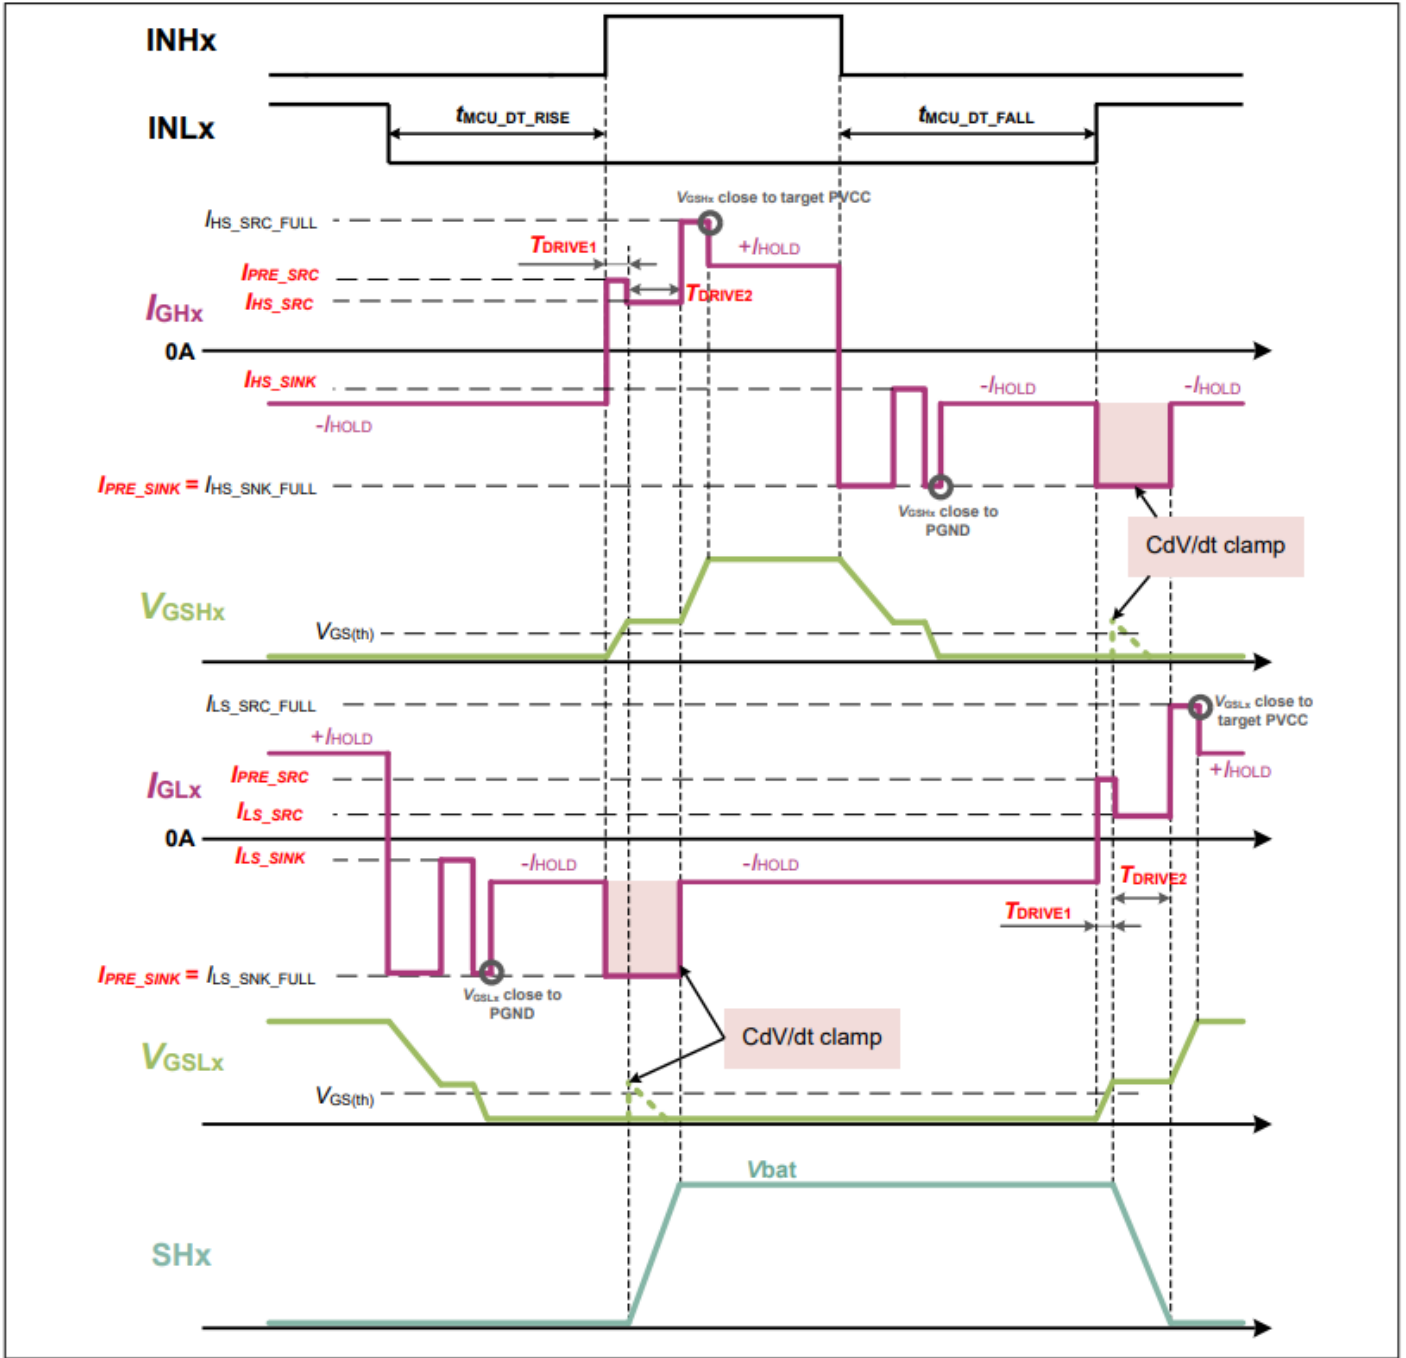 INHx
INLx
tMCU_DT_RISE
tMCU_DT_FALL
VGSHx close to target PVCC
IHS_SRC_FULL
TDRIVE1
+IHOLD
IPRE_SRC
TDRIVE2
IHS_SRC
IGHx
0A
IHS_SINK
-IHOLD
-IHOLD
-IHOLD
IPRE_SINK = IHS_SNK_FULL
VGSHx close to
PGND
CdV/dt clamp
VGSHx
VGS(th)
ILS_SRC_FULL
VGSLx close to
target PVCC
+IHOLD
IPRE_SRC
+IHOLD
IGLx
ILS_SRC
0A
ILS_SINK
-IHOLD
-IHOLD
TDRIVE2
TDRIVE1
IPRE_SINK = ILS_SNK_FULL
VGSLx close to
PGND
CdV/dt clamp
VGSLx
VGS(th)
Vbat
SHx